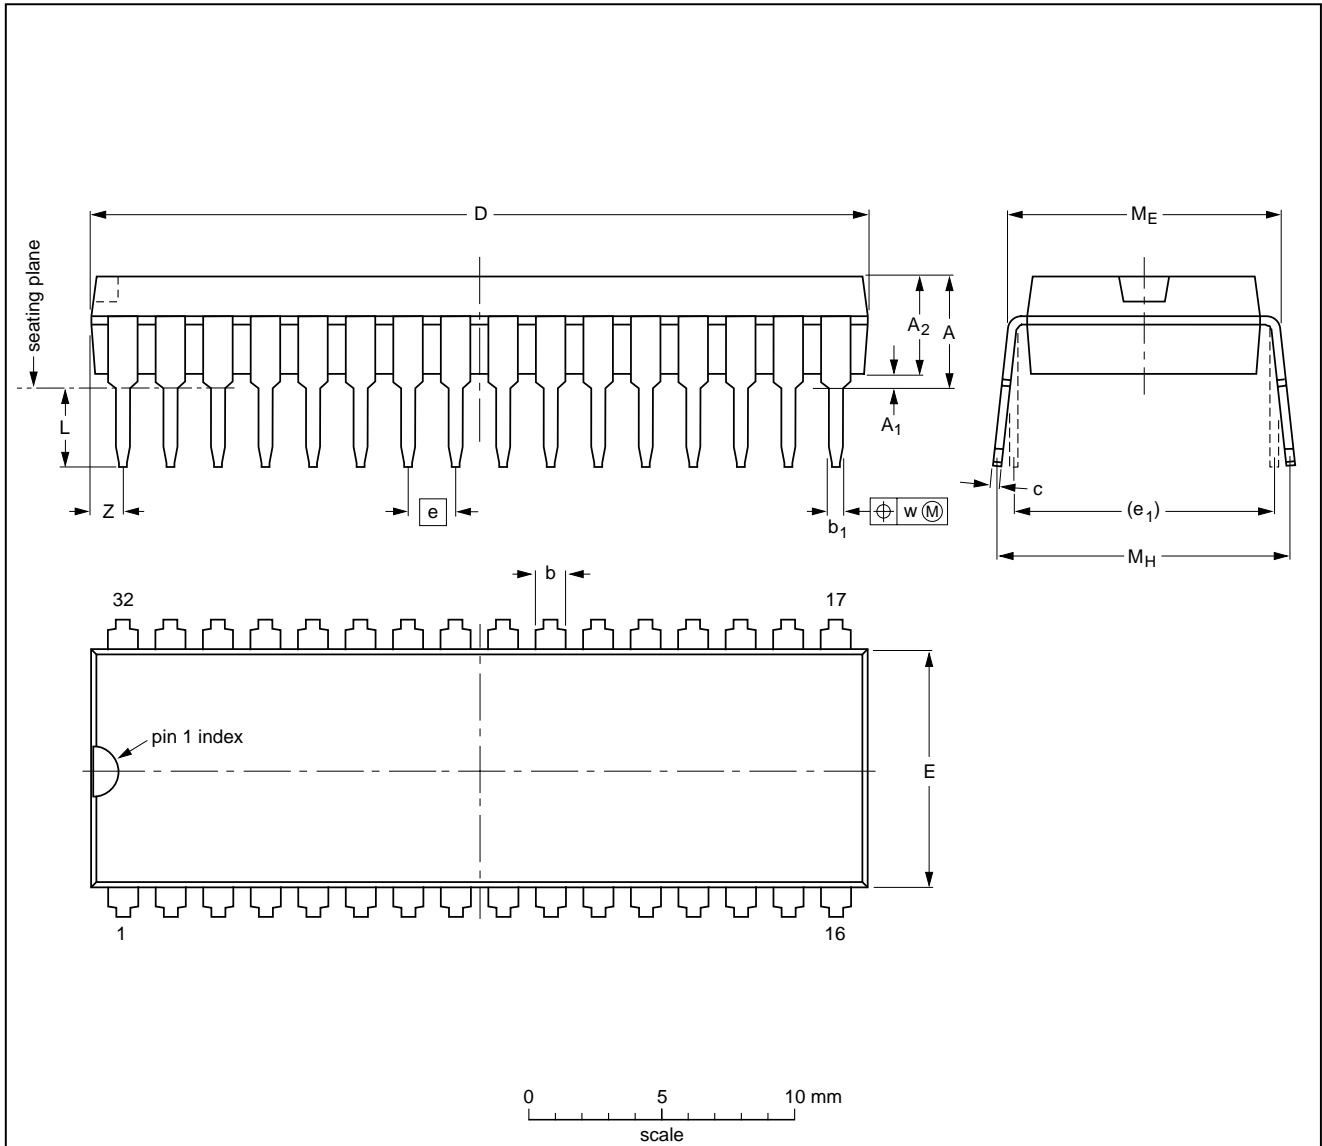 D
M_E
seating plane
A_2
A
L
A_1
Z
e
b_1
w Ⓜ
c
(e_1)
M_H
b
32
17
pin 1 index
E
1
16
0
5
10 mm
scale